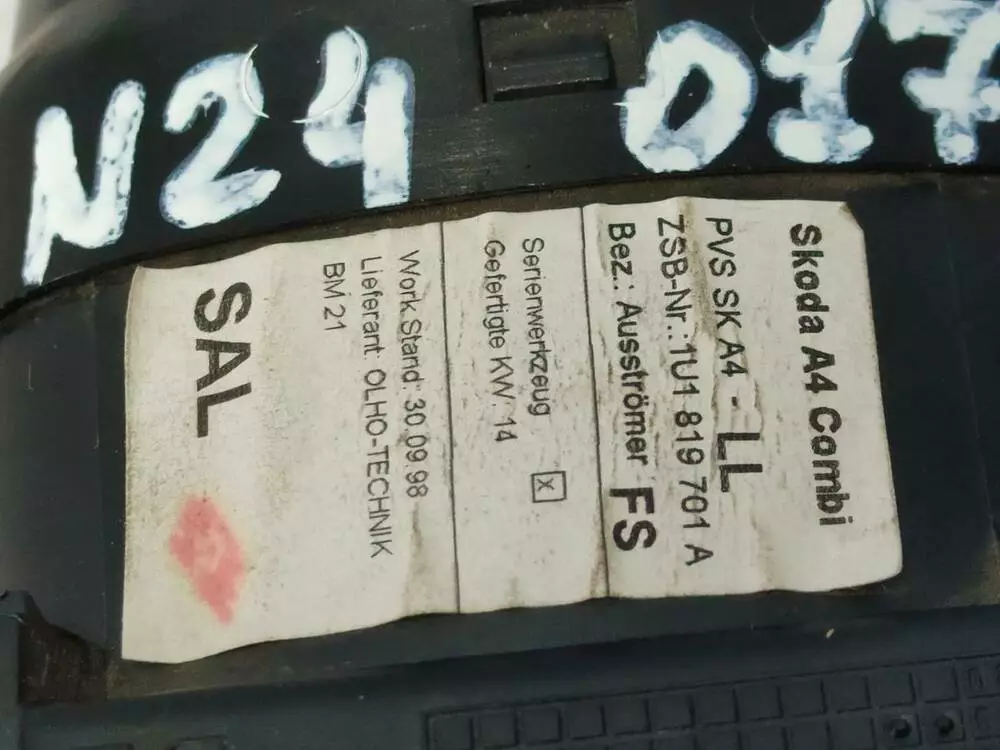 N24 017
Skoda A4 Combi
PVS SK A4 - LL
ZSB-Nr.:1U1 819 701 A
Bez.: Ausströmer FS
Serienwerkzeug x
Gefertigte KW: 14
Work.Stand: 30.09.98
Lieferant: OLHO-TECHNIK
BM 21
SAL